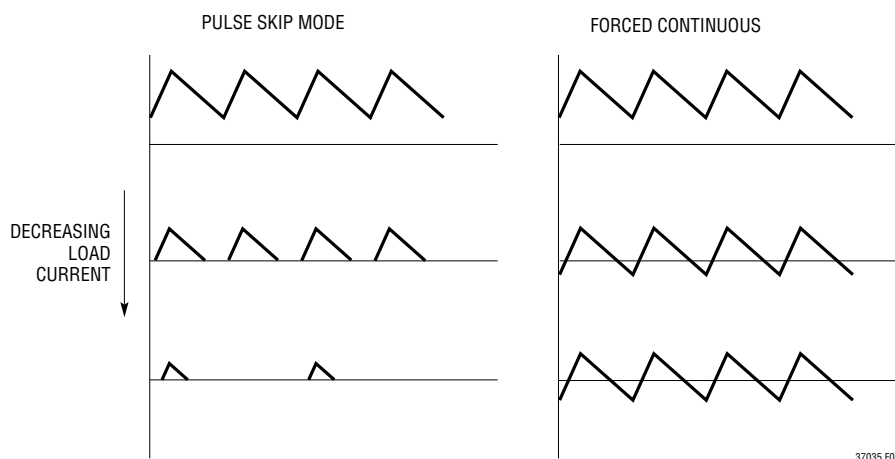 PULSE SKIP MODE
FORCED CONTINUOUS
DECREASING
LOAD
CURRENT